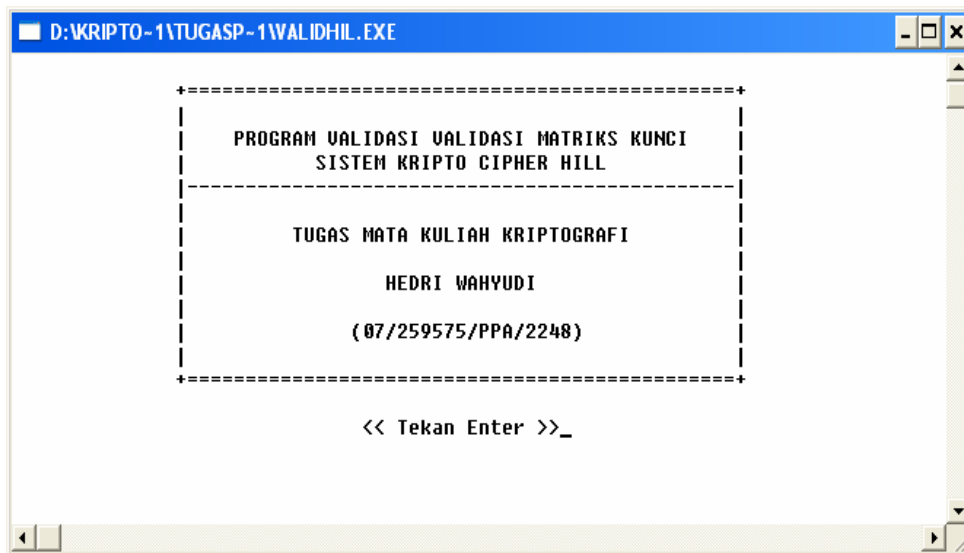 D:\KRIPTO~1\TUGASP~1\VALIDHIL.EXE
+===============================================+
PROGRAM VALIDASI VALIDASI MATRIKS KUNCI
SISTEM KRIPTO CIPHER HILL
|-----------------------------------------------|
TUGAS MATA KULIAH KRIPTOGRAFI
HEDRI WAHYUDI
(07/259575/PPA/2248)
+===============================================+
<< Tekan Enter >>_